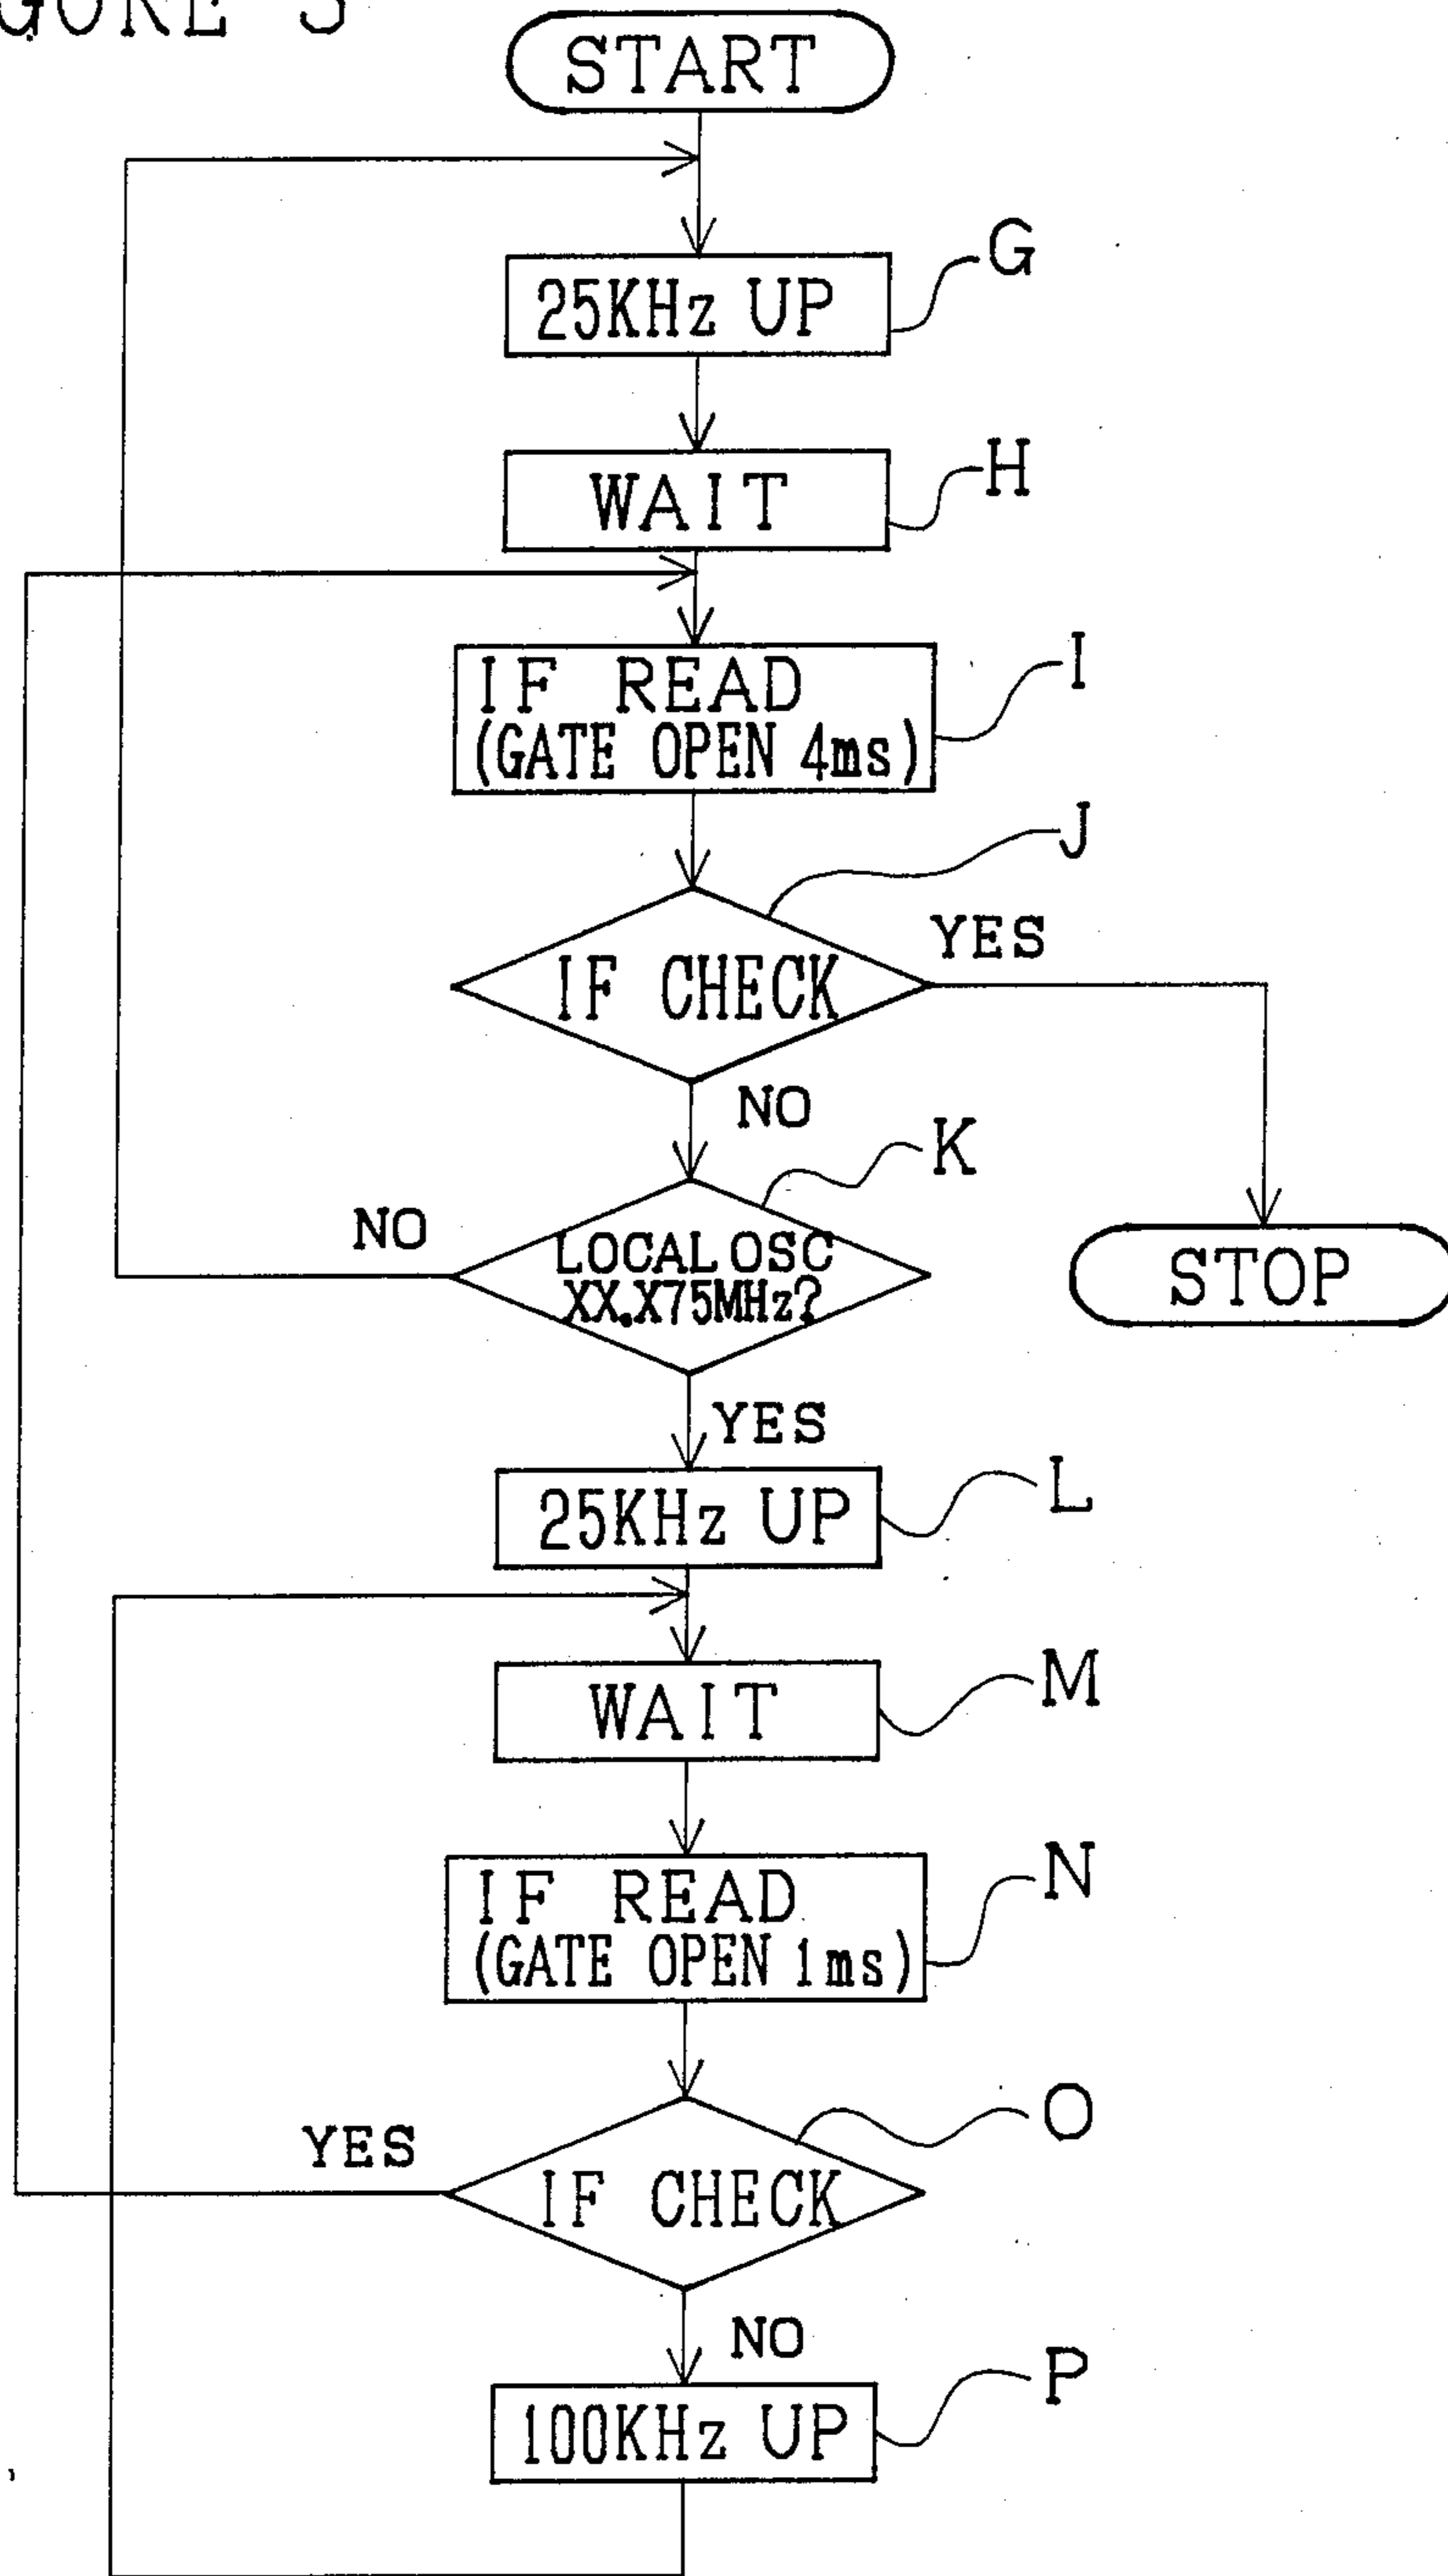 START
25KHz UP
G
WAIT
H
IF READ
(GATE OPEN 4ms)
I
J
IF CHECK
YES
NO
K
NO
LOCAL OSC
XX.X75MHz?
STOP
YES
25KHz UP
L
WAIT
M
IF READ
(GATE OPEN 1ms)
N
O
YES
IF CHECK
NO
100KHz UP
P